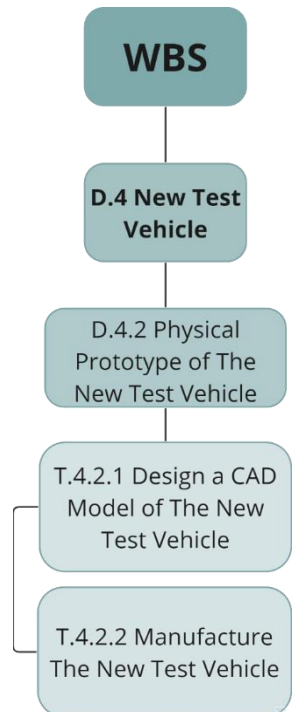 WBS
D.4 New Test
Vehicle
D.4.2 Physical
Prototype of The
New Test Vehicle
T.4.2.1 Design a CAD
Model of The New
Test Vehicle
T.4.2.2 Manufacture
The New Test Vehicle